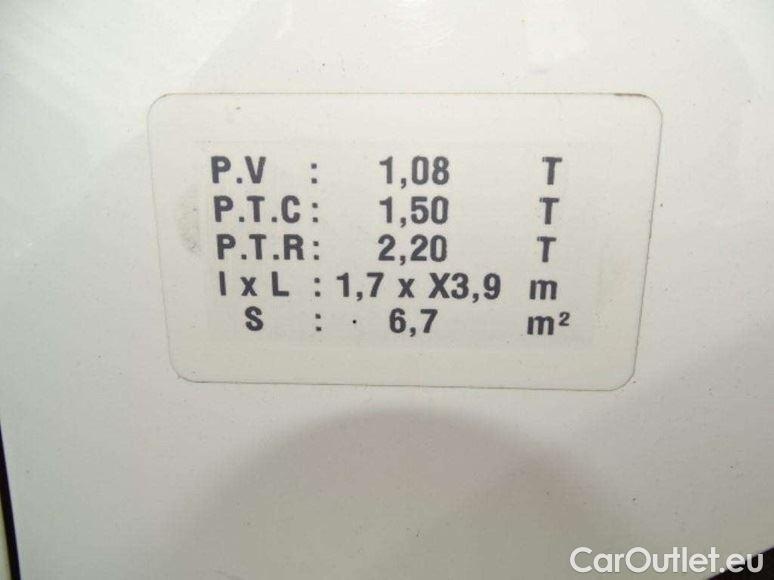 P.V : 1,08 T
P.T.C : 1,50 T
P.T.R : 2,20 T
l x L : 1,7 x X3,9 m
S : 6,7 m²
CarOutlet.eu